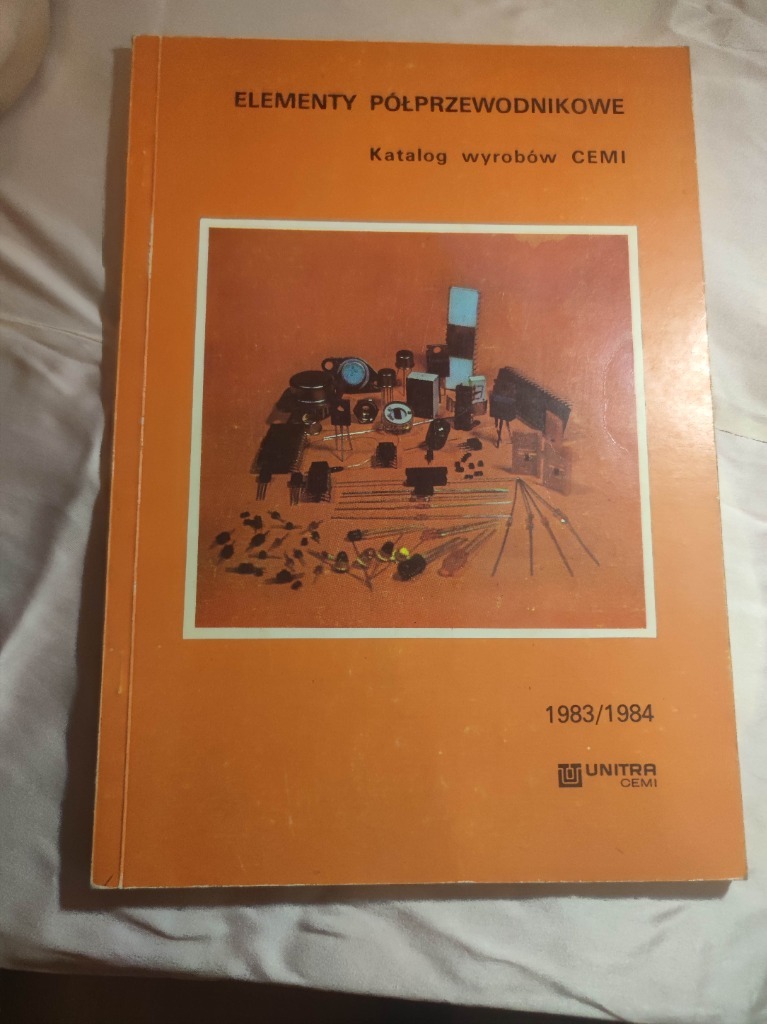 ELEMENTY PÓŁPRZEWODNIKOWE
Katalog wyrobów CEMI
1983/1984
UNITRA
CEMI